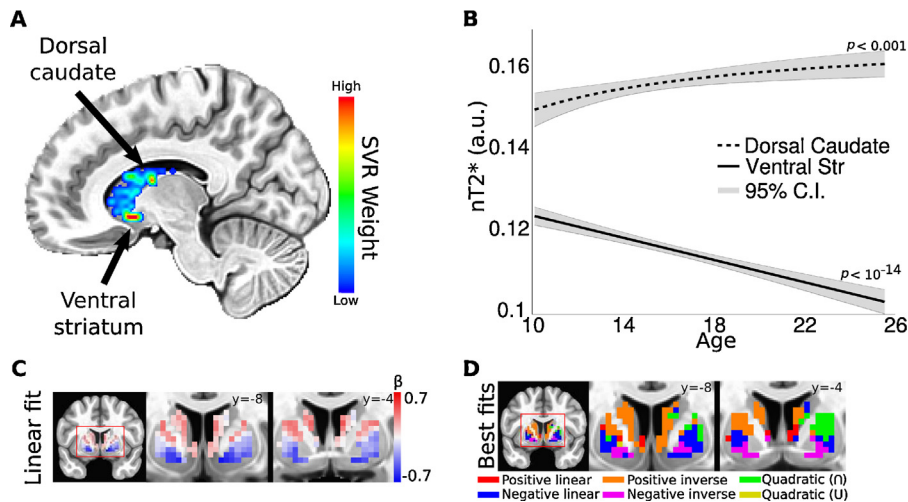 A
Dorsal
caudate
Ventral
striatum
High
SVR Weight
Low
B
p < 0.001
0.16
0.14
0.12
0.1
nT2* (a.u.)
Dorsal Caudate
Ventral Str
95% C.I.
p < 10-14
10 14 18 22 26
Age
C
Linear fit
y=-8
y=-4
β
0.7
-0.7
D
Best fits
y=-8
y=-4
Positive linear Positive inverse Quadratic (∩)
Negative linear Negative inverse Quadratic (U)